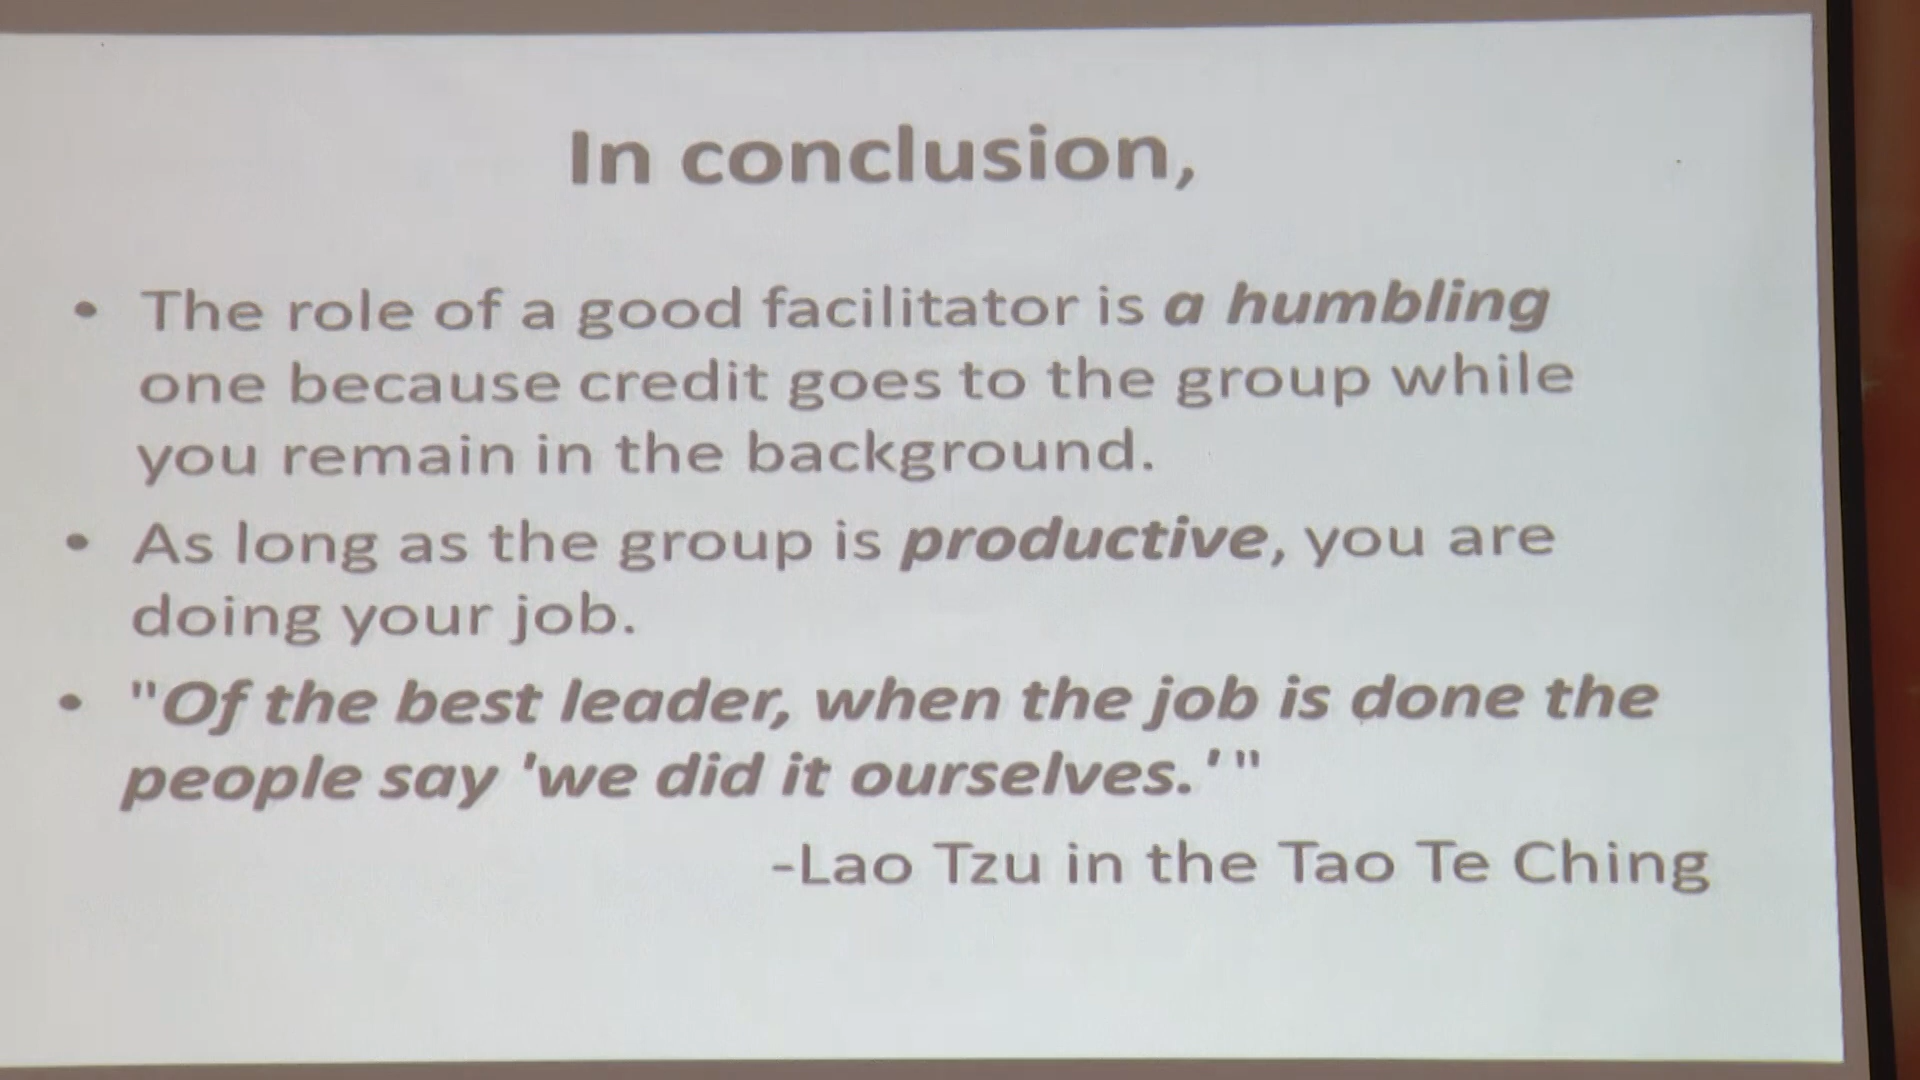 In conclusion,
• The role of a good facilitator is a humbling
one because credit goes to the group while
you remain in the background.
• As long as the group is productive, you are
doing your job.
• "Of the best leader, when the job is done the
people say 'we did it ourselves.'"
-Lao Tzu in the Tao Te Ching